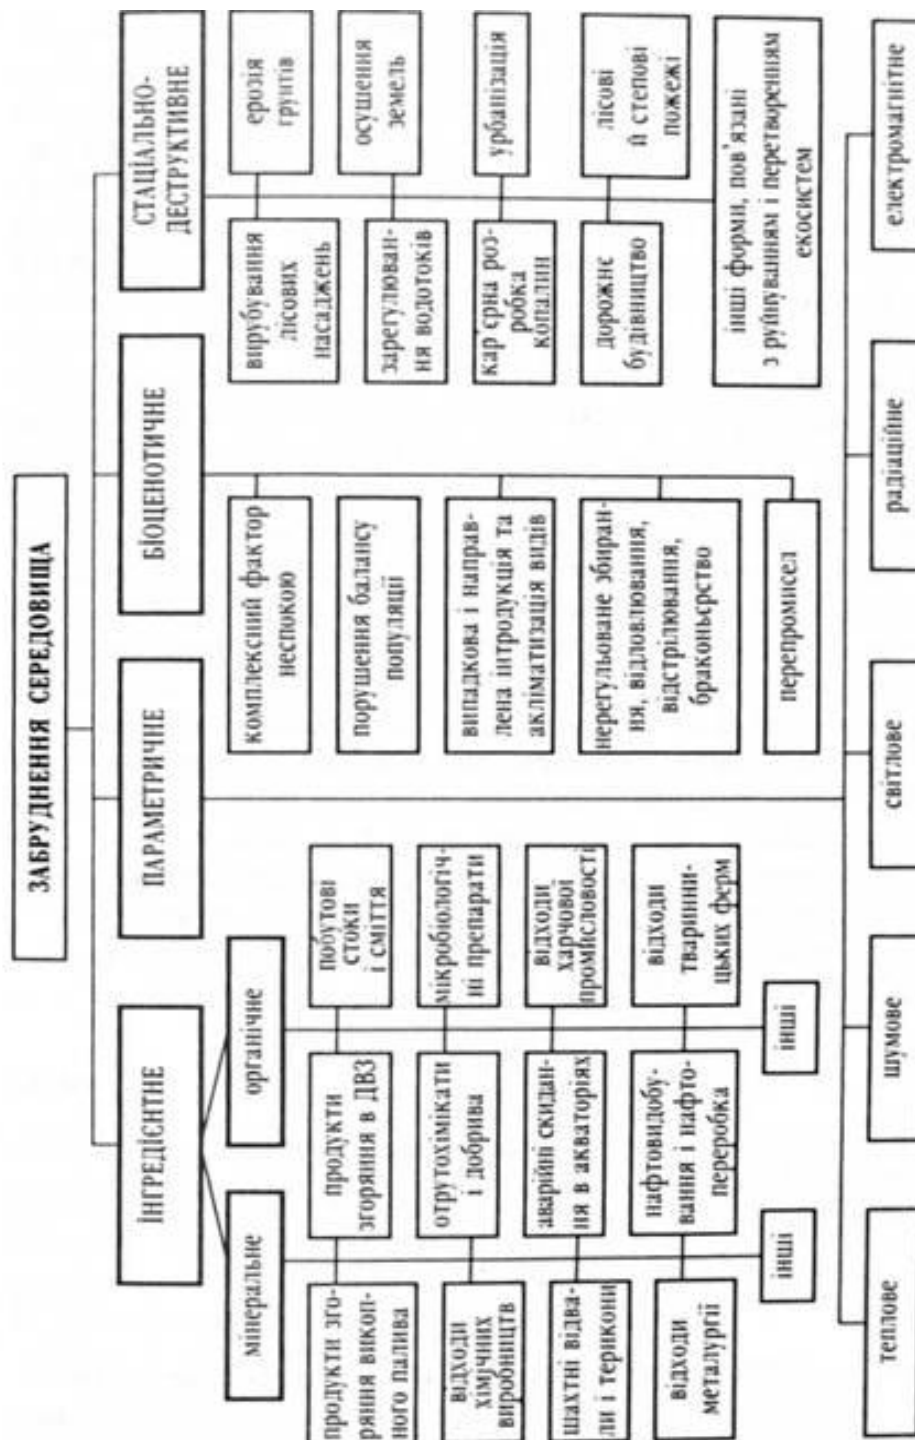 ЗАБРУДНЕННЯ СЕРЕДОВИЩА
ІНГРЕДІЄНТНЕ
ПАРАМЕТРИЧНЕ
БІОЦЕНОТИЧНЕ
СТАЦІАЛЬНО-
ДЕСТРУКТИВНЕ
мінеральне
органічне
продукти зго-
ряння викоп-
ного палива
продукти
згоряння в ДВЗ
побутові
стоки
і сміття
відходи
хімічних
виробництв
отрутохімікати
і добрива
мікробіологіч-
ні препарати
шахтні відва-
ли і терикони
аварійні скидан-
ня в акваторіях
відходи
харчової
промисловості
відходи
металургії
нафтовидобу-
вання і нафто-
переробка
відходи
тваринни-
цьких ферм
інші
інші
комплексний фактор
неспокою
порушення балансу
популяції
випадкова і направ-
лена інтродукція та
акліматизація видів
нерегульоване збиран-
ня, відловлювання,
відстрілювання,
браконьєрство
перепромисел
вирубування
лісових
насаджень
ерозія
грунтів
зарегулюван-
ня водотоків
осушення
земель
кар'єрна роз-
робка
копалин
урбанізація
дорожнє
будівництво
лісові
й степові
пожежі
інші форми, пов'язані
з руйнуванням і перетворенням
екосистем
теплове
шумове
світлове
радіаційне
електромагнітне